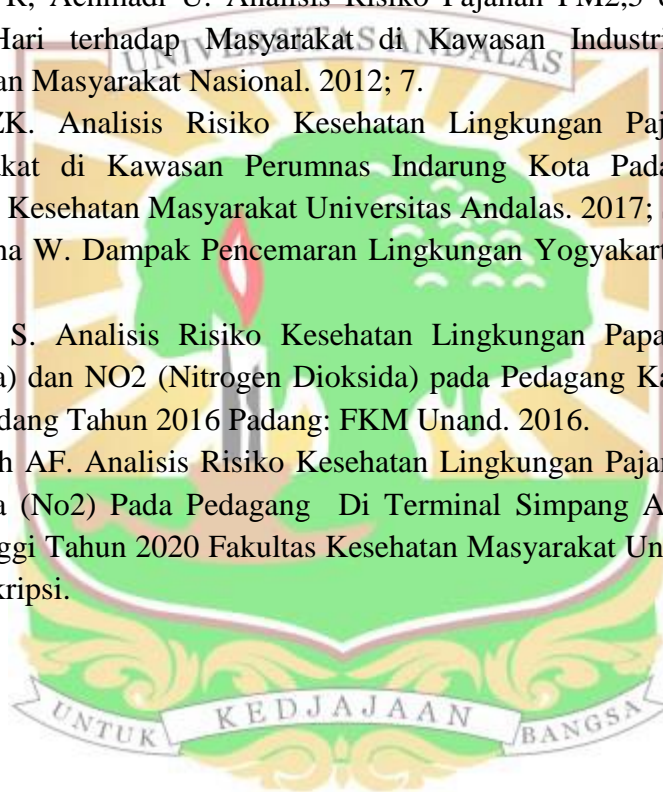 R, Achmadi U. Analisis Risiko Pajanan PM2,5
Hari terhadap Masyarakat di Kawasan Industri
UNIVERSITAS ANDALAS
an Masyarakat Nasional. 2012; 7.
ZK. Analisis Risiko Kesehatan Lingkungan Paj
akat di Kawasan Perumnas Indarung Kota Pada
Kesehatan Masyarakat Universitas Andalas. 2017;
na W. Dampak Pencemaran Lingkungan Yogyakart
S. Analisis Risiko Kesehatan Lingkungan Papa
a) dan NO2 (Nitrogen Dioksida) pada Pedagang Ka
dang Tahun 2016 Padang: FKM Unand. 2016.
h AF. Analisis Risiko Kesehatan Lingkungan Pajan
a (No2) Pada Pedagang Di Terminal Simpang A
ggi Tahun 2020 Fakultas Kesehatan Masyarakat Un
kripsi.
UNTUK KEDJAJAAN BANGSA